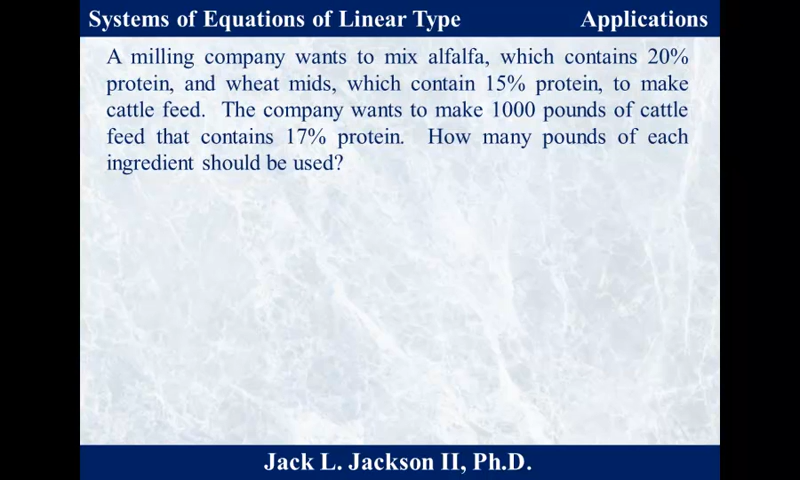 Systems of Equations of Linear Type Applications
A milling company wants to mix alfalfa, which contains 20%
protein, and wheat mids, which contain 15% protein, to make
cattle feed. The company wants to make 1000 pounds of cattle
feed that contains 17% protein. How many pounds of each
ingredient should be used?
Jack L. Jackson II, Ph.D.